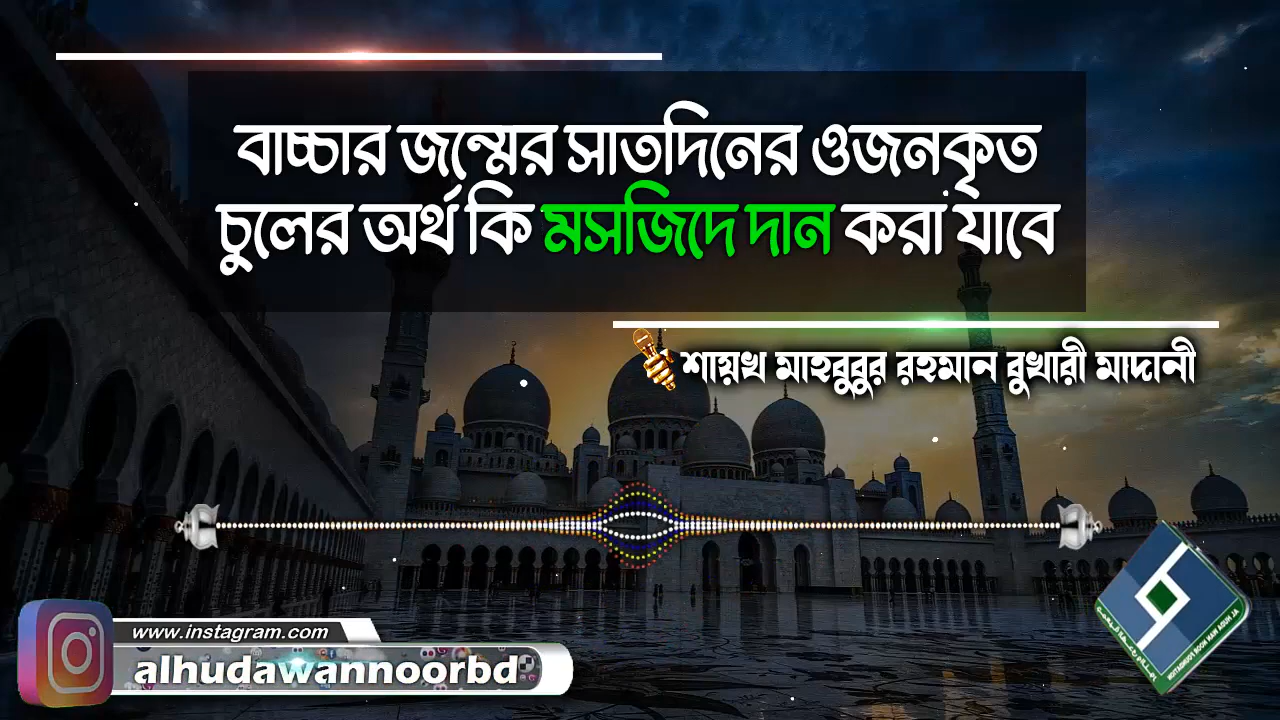 বাচ্চার জন্মের সাতদিনের ওজনকৃত
চুলের অর্থ কি মসজিদে দান করা যাবে
শায়খ মাহবুবুর রহমান বুখারী মাদানী
www.instagram.com
alhudawannoorbd